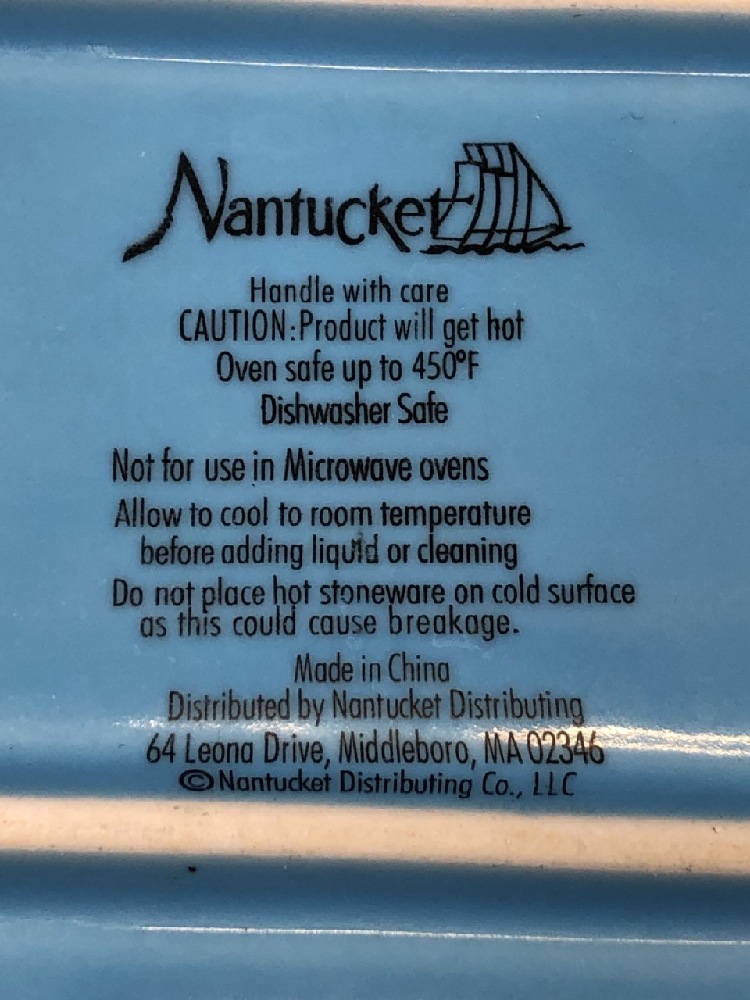 Nantucket
Handle with care
CAUTION:Product will get hot
Oven safe up to 450°F
Dishwasher Safe
Not for use in Microwave ovens
Allow to cool to room temperature
before adding liquid or cleaning
Do not place hot stoneware on cold surface
as this could cause breakage.
Made in China
Distributed by Nantucket Distributing
64 Leona Drive, Middleboro, MA 02346
©Nantucket Distributing Co., LLC